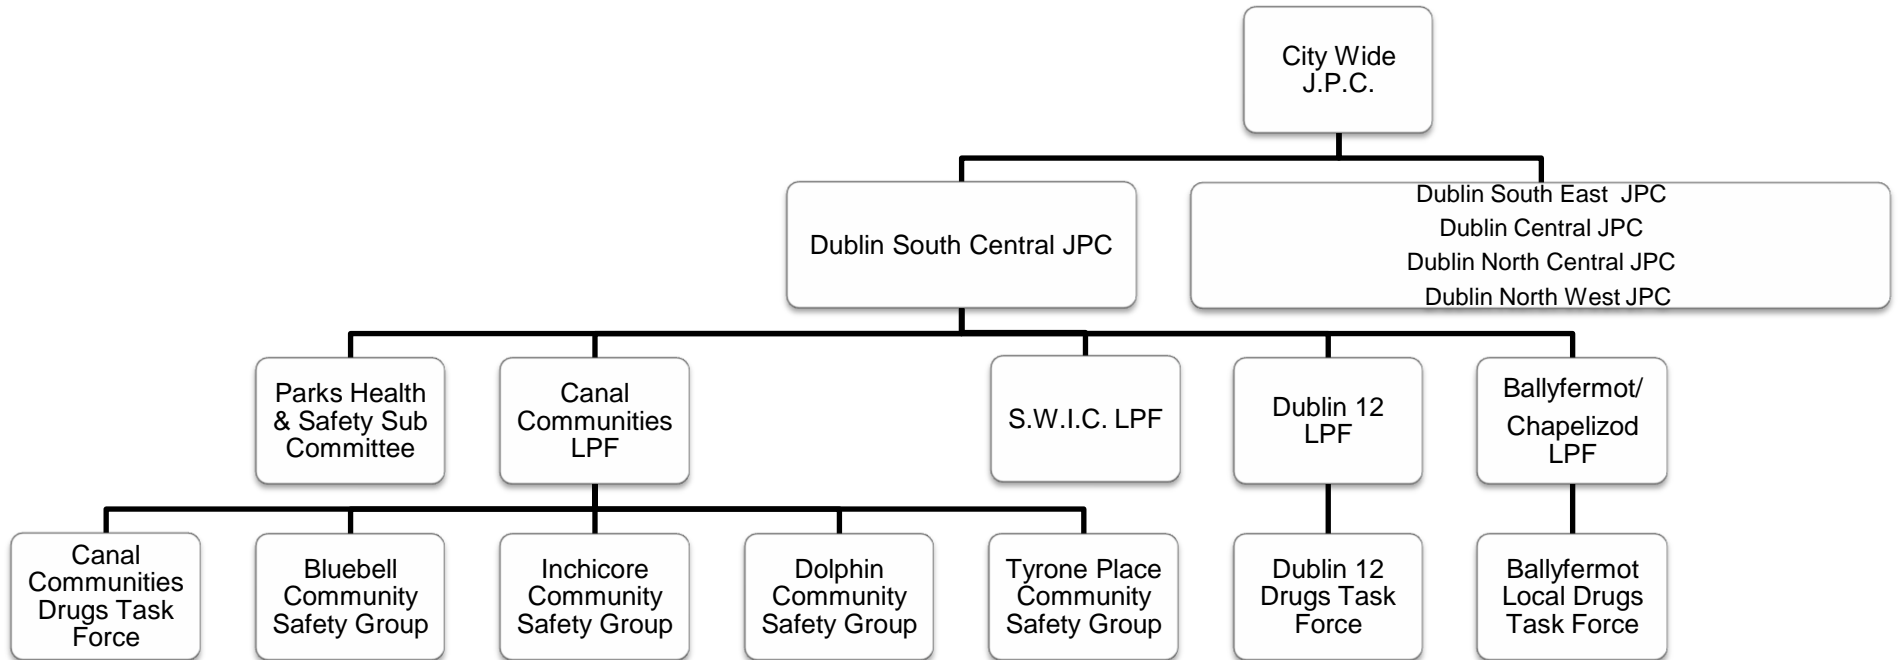 City Wide
J.P.C.
Dublin South Central JPC
Dublin South East JPC
Dublin Central JPC
Dublin North Central JPC
Dublin North West JPC
Parks Health
& Safety Sub
Committee
Canal
Communities
LPF
S.W.I.C. LPF
Dublin 12
LPF
Ballyfermot/
Chapelizod
LPF
Canal
Communities
Drugs Task
Force
Bluebell
Community
Safety Group
Inchicore
Community
Safety Group
Dolphin
Community
Safety Group
Tyrone Place
Community
Safety Group
Dublin 12
Drugs Task
Force
Ballyfermot
Local Drugs
Task Force